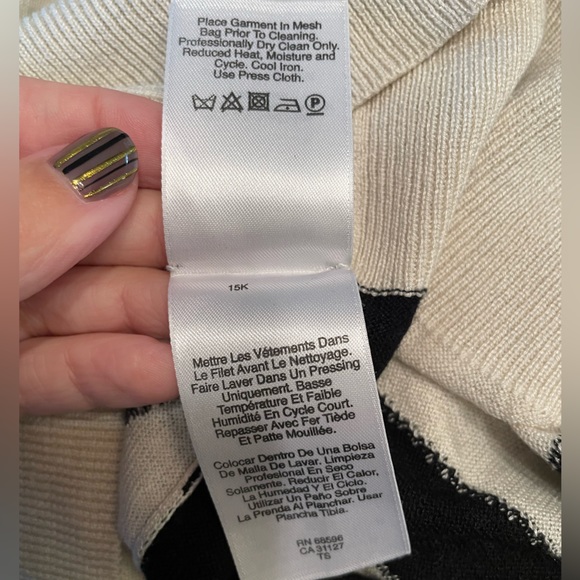 Place Garment In Mesh
Bag Prior To Cleaning.
Professionally Dry Clean Only.
Reduced Heat, Moisture and
Cycle. Cool Iron.
Use Press Cloth.
P
15K
Mettre Les Vétements Dans
Le Filet Avant Le Nettoyage.
Faire Laver Dans Un Pressing
Uniquement. Basse
Température Et Faible
Humidité En Cycle Court.
Repasser Avec Fer Tiède
Et Patte Mouillée.
Colocar Dentro De Una Bolsa
De Malla De Lavar. Limpieza
Profesional En Seco
Solamente. Reducir El Calor,
La Humedad Y El Ciclo.
Utilizar Un Paño Sobre
La Prenda Al Planchar. Usar
Plancha Tibia.
RN 66596
CA 31127
TS